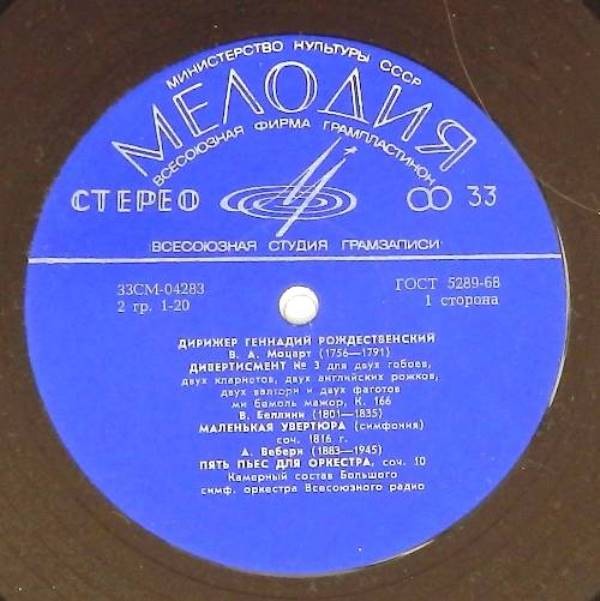 МИНИСТЕРСТВО КУЛЬТУРЫ СССР
МЕЛОДИЯ
ВСЕСОЮЗНАЯ ФИРМА ГРАМПЛАСТИНОК
СТЕРЕО
33
ВСЕСОЮЗНАЯ СТУДИЯ ГРАМЗАПИСИ
33СМ-04283
2 гр. 1-20
ГОСТ 5289-68
1 сторона
ДИРИЖЕР ГЕННАДИЙ РОЖДЕСТВЕНСКИЙ
В. А. Моцарт (1756—1791)
ДИВЕРТИСМЕНТ № 3 для двух гобоев,
двух кларнетов, двух английских рожков,
двух валторн и двух фаготов
ми бемоль мажор, К. 166
В. Беллини (1801—1835)
МАЛЕНЬКАЯ УВЕРТЮРА (симфония)
соч. 1816 г.
А. Веберн (1883—1945)
ПЯТЬ ПЬЕС ДЛЯ ОРКЕСТРА, соч. 10
Камерный состав Большого
симф. оркестра Всесоюзного радио